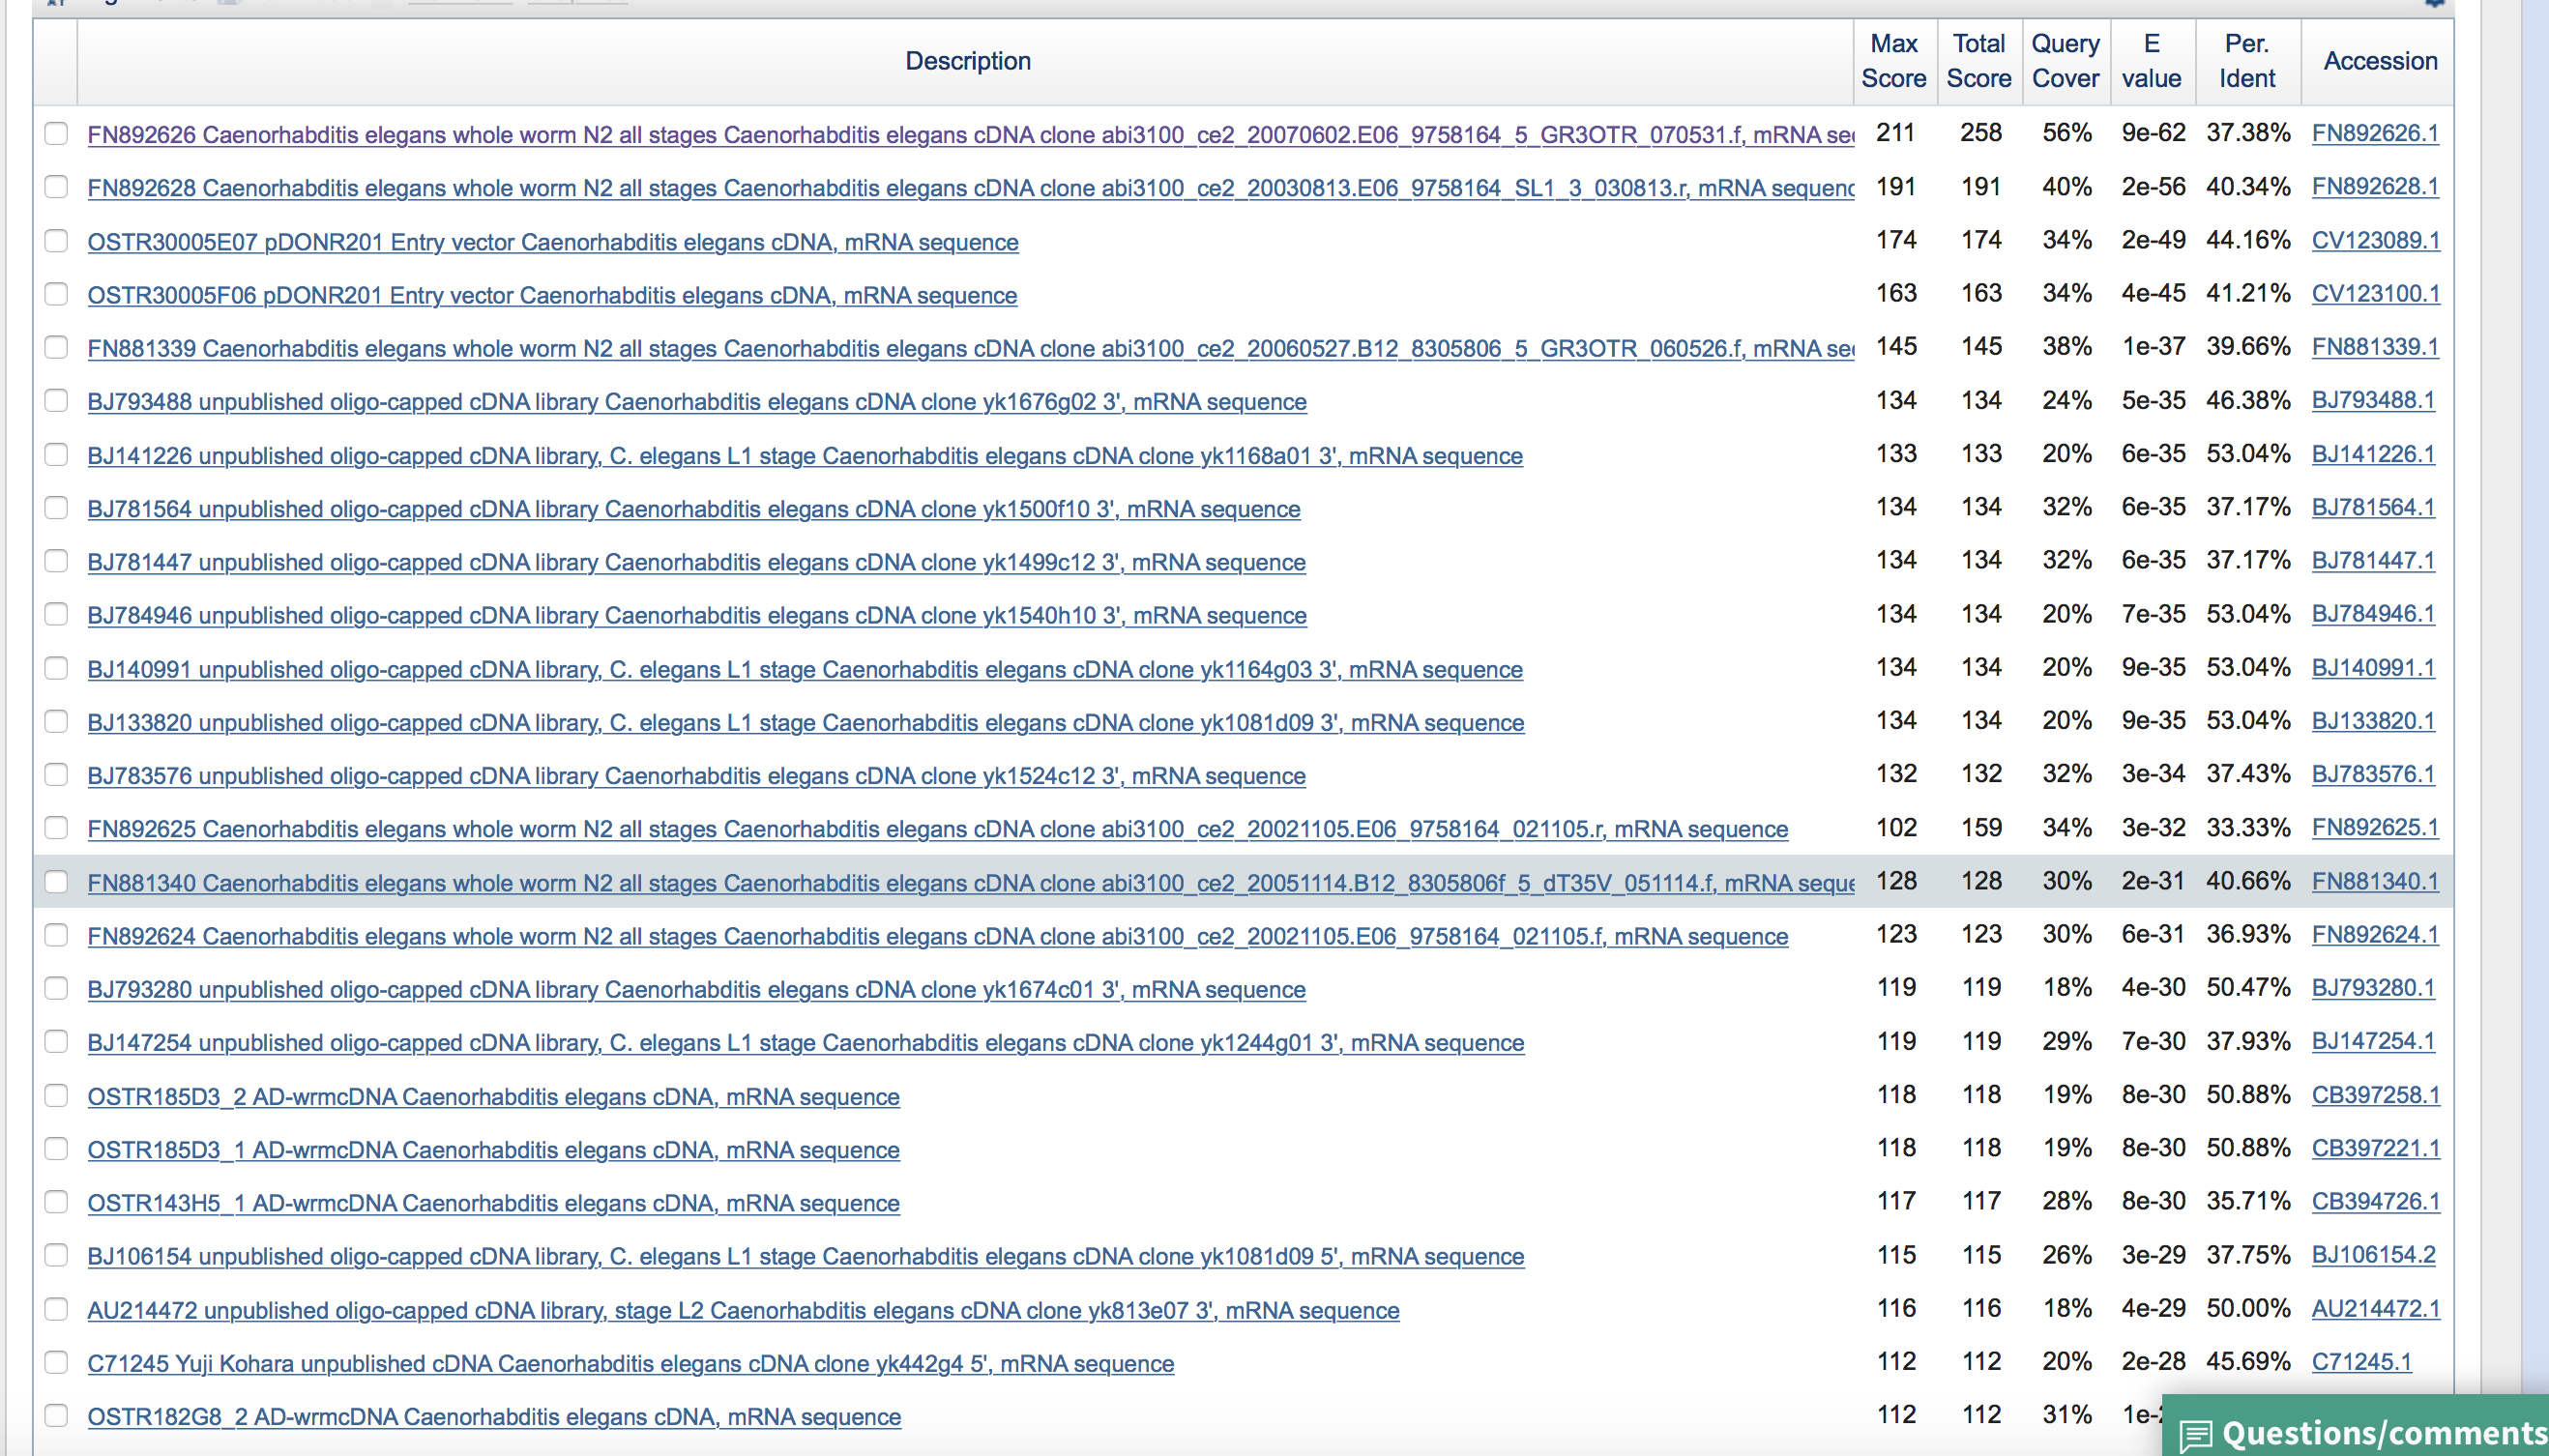 Description Max Score Total Score Query Cover E value Per. Ident Accession
FN892626 Caenorhabditis elegans whole worm N2 all stages Caenorhabditis elegans cDNA clone abi3100_ce2_20070602.E06_9758164_5_GR3OTR_070531.f, mRNA se 211 258 56% 9e-62 37.38% FN892626.1
FN892628 Caenorhabditis elegans whole worm N2 all stages Caenorhabditis elegans cDNA clone abi3100_ce2_20030813.E06_9758164_SL1_3_030813.r, mRNA sequenc 191 191 40% 2e-56 40.34% FN892628.1
OSTR30005E07 pDONR201 Entry vector Caenorhabditis elegans cDNA, mRNA sequence 174 174 34% 2e-49 44.16% CV123089.1
OSTR30005F06 pDONR201 Entry vector Caenorhabditis elegans cDNA, mRNA sequence 163 163 34% 4e-45 41.21% CV123100.1
FN881339 Caenorhabditis elegans whole worm N2 all stages Caenorhabditis elegans cDNA clone abi3100_ce2_20060527.B12_8305806_5_GR3OTR_060526.f, mRNA se 145 145 38% 1e-37 39.66% FN881339.1
BJ793488 unpublished oligo-capped cDNA library Caenorhabditis elegans cDNA clone yk1676g02 3', mRNA sequence 134 134 24% 5e-35 46.38% BJ793488.1
BJ141226 unpublished oligo-capped cDNA library, C. elegans L1 stage Caenorhabditis elegans cDNA clone yk1168a01 3', mRNA sequence 133 133 20% 6e-35 53.04% BJ141226.1
BJ781564 unpublished oligo-capped cDNA library Caenorhabditis elegans cDNA clone yk1500f10 3', mRNA sequence 134 134 32% 6e-35 37.17% BJ781564.1
BJ781447 unpublished oligo-capped cDNA library Caenorhabditis elegans cDNA clone yk1499c12 3', mRNA sequence 134 134 32% 6e-35 37.17% BJ781447.1
BJ784946 unpublished oligo-capped cDNA library Caenorhabditis elegans cDNA clone yk1540h10 3', mRNA sequence 134 134 20% 7e-35 53.04% BJ784946.1
BJ140991 unpublished oligo-capped cDNA library, C. elegans L1 stage Caenorhabditis elegans cDNA clone yk1164g03 3', mRNA sequence 134 134 20% 9e-35 53.04% BJ140991.1
BJ133820 unpublished oligo-capped cDNA library, C. elegans L1 stage Caenorhabditis elegans cDNA clone yk1081d09 3', mRNA sequence 134 134 20% 9e-35 53.04% BJ133820.1
BJ783576 unpublished oligo-capped cDNA library Caenorhabditis elegans cDNA clone yk1524c12 3', mRNA sequence 132 132 32% 3e-34 37.43% BJ783576.1
FN892625 Caenorhabditis elegans whole worm N2 all stages Caenorhabditis elegans cDNA clone abi3100_ce2_20021105.E06_9758164_021105.r, mRNA sequence 102 159 34% 3e-32 33.33% FN892625.1
FN881340 Caenorhabditis elegans whole worm N2 all stages Caenorhabditis elegans cDNA clone abi3100_ce2_20051114.B12_8305806f_5_dT35V_051114.f, mRNA seque 128 128 30% 2e-31 40.66% FN881340.1
FN892624 Caenorhabditis elegans whole worm N2 all stages Caenorhabditis elegans cDNA clone abi3100_ce2_20021105.E06_9758164_021105.f, mRNA sequence 123 123 30% 6e-31 36.93% FN892624.1
BJ793280 unpublished oligo-capped cDNA library Caenorhabditis elegans cDNA clone yk1674c01 3', mRNA sequence 119 119 18% 4e-30 50.47% BJ793280.1
BJ147254 unpublished oligo-capped cDNA library, C. elegans L1 stage Caenorhabditis elegans cDNA clone yk1244g01 3', mRNA sequence 119 119 29% 7e-30 37.93% BJ147254.1
OSTR185D3_2 AD-wrmcDNA Caenorhabditis elegans cDNA, mRNA sequence 118 118 19% 8e-30 50.88% CB397258.1
OSTR185D3_1 AD-wrmcDNA Caenorhabditis elegans cDNA, mRNA sequence 118 118 19% 8e-30 50.88% CB397221.1
OSTR143H5_1 AD-wrmcDNA Caenorhabditis elegans cDNA, mRNA sequence 117 117 28% 8e-30 35.71% CB394726.1
BJ106154 unpublished oligo-capped cDNA library, C. elegans L1 stage Caenorhabditis elegans cDNA clone yk1081d09 5', mRNA sequence 115 115 26% 3e-29 37.75% BJ106154.2
AU214472 unpublished oligo-capped cDNA library, stage L2 Caenorhabditis elegans cDNA clone yk813e07 3', mRNA sequence 116 116 18% 4e-29 50.00% AU214472.1
C71245 Yuji Kohara unpublished cDNA Caenorhabditis elegans cDNA clone yk442g4 5', mRNA sequence 112 112 20% 2e-28 45.69% C71245.1
OSTR182G8_2 AD-wrmcDNA Caenorhabditis elegans cDNA, mRNA sequence 112 112 31% 1e-
Questions/comments